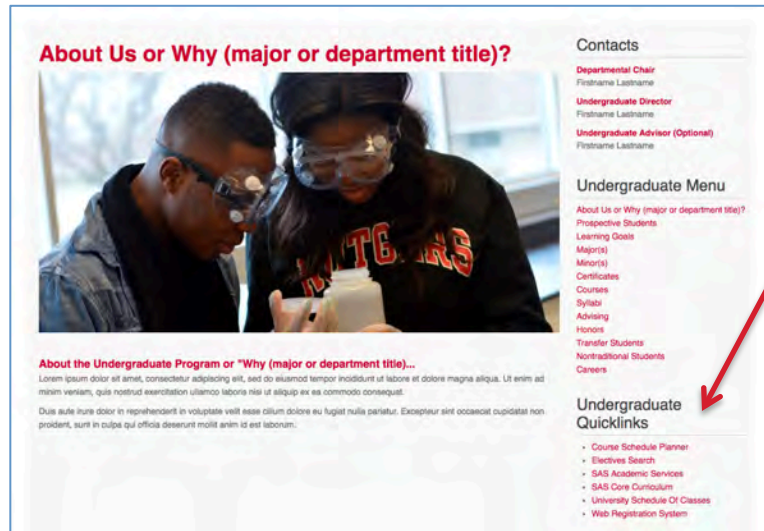 About Us or Why (major or department title)?
RUTGERS
About the Undergraduate Program or "Why (major or department title)...
Lorem ipsum dolor sit amet, consectetur adipiscing elit, sed do eiusmod tempor incididunt ut labore et dolore magna aliqua. Ut enim ad
minim veniam, quis nostrud exercitation ullamco laboris nisi ut aliquip ex ea commodo consequat.
Duis aute irure dolor in reprehenderit in voluptate velit esse cillum dolore eu fugiat nulla pariatur. Excepteur sint occaecat cupidatat non
proident, sunt in culpa qui officia deserunt mollit anim id est laborum.
Contacts
Departmental Chair
Firstname Lastname
Undergraduate Director
Firstname Lastname
Undergraduate Advisor (Optional)
Firstname Lastname
Undergraduate Menu
About Us or Why (major or department title)?
Prospective Students
Learning Goals
Major(s)
Minor(s)
Certificates
Courses
Syllabi
Advising
Honors
Transfer Students
Nontraditional Students
Careers
Undergraduate
Quicklinks
Course Schedule Planner
Electives Search
SAS Academic Services
SAS Core Curriculum
University Schedule Of Classes
Web Registration System